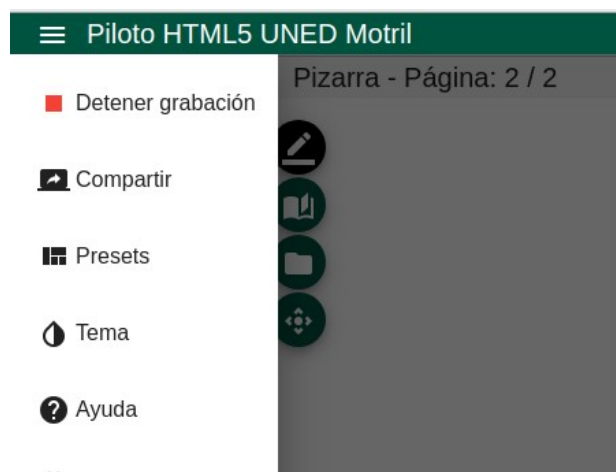 Piloto HTML5 UNED Motril
Pizarra - Página: 2 / 2
Detener grabación
Compartir
Presets
Tema
Ayuda